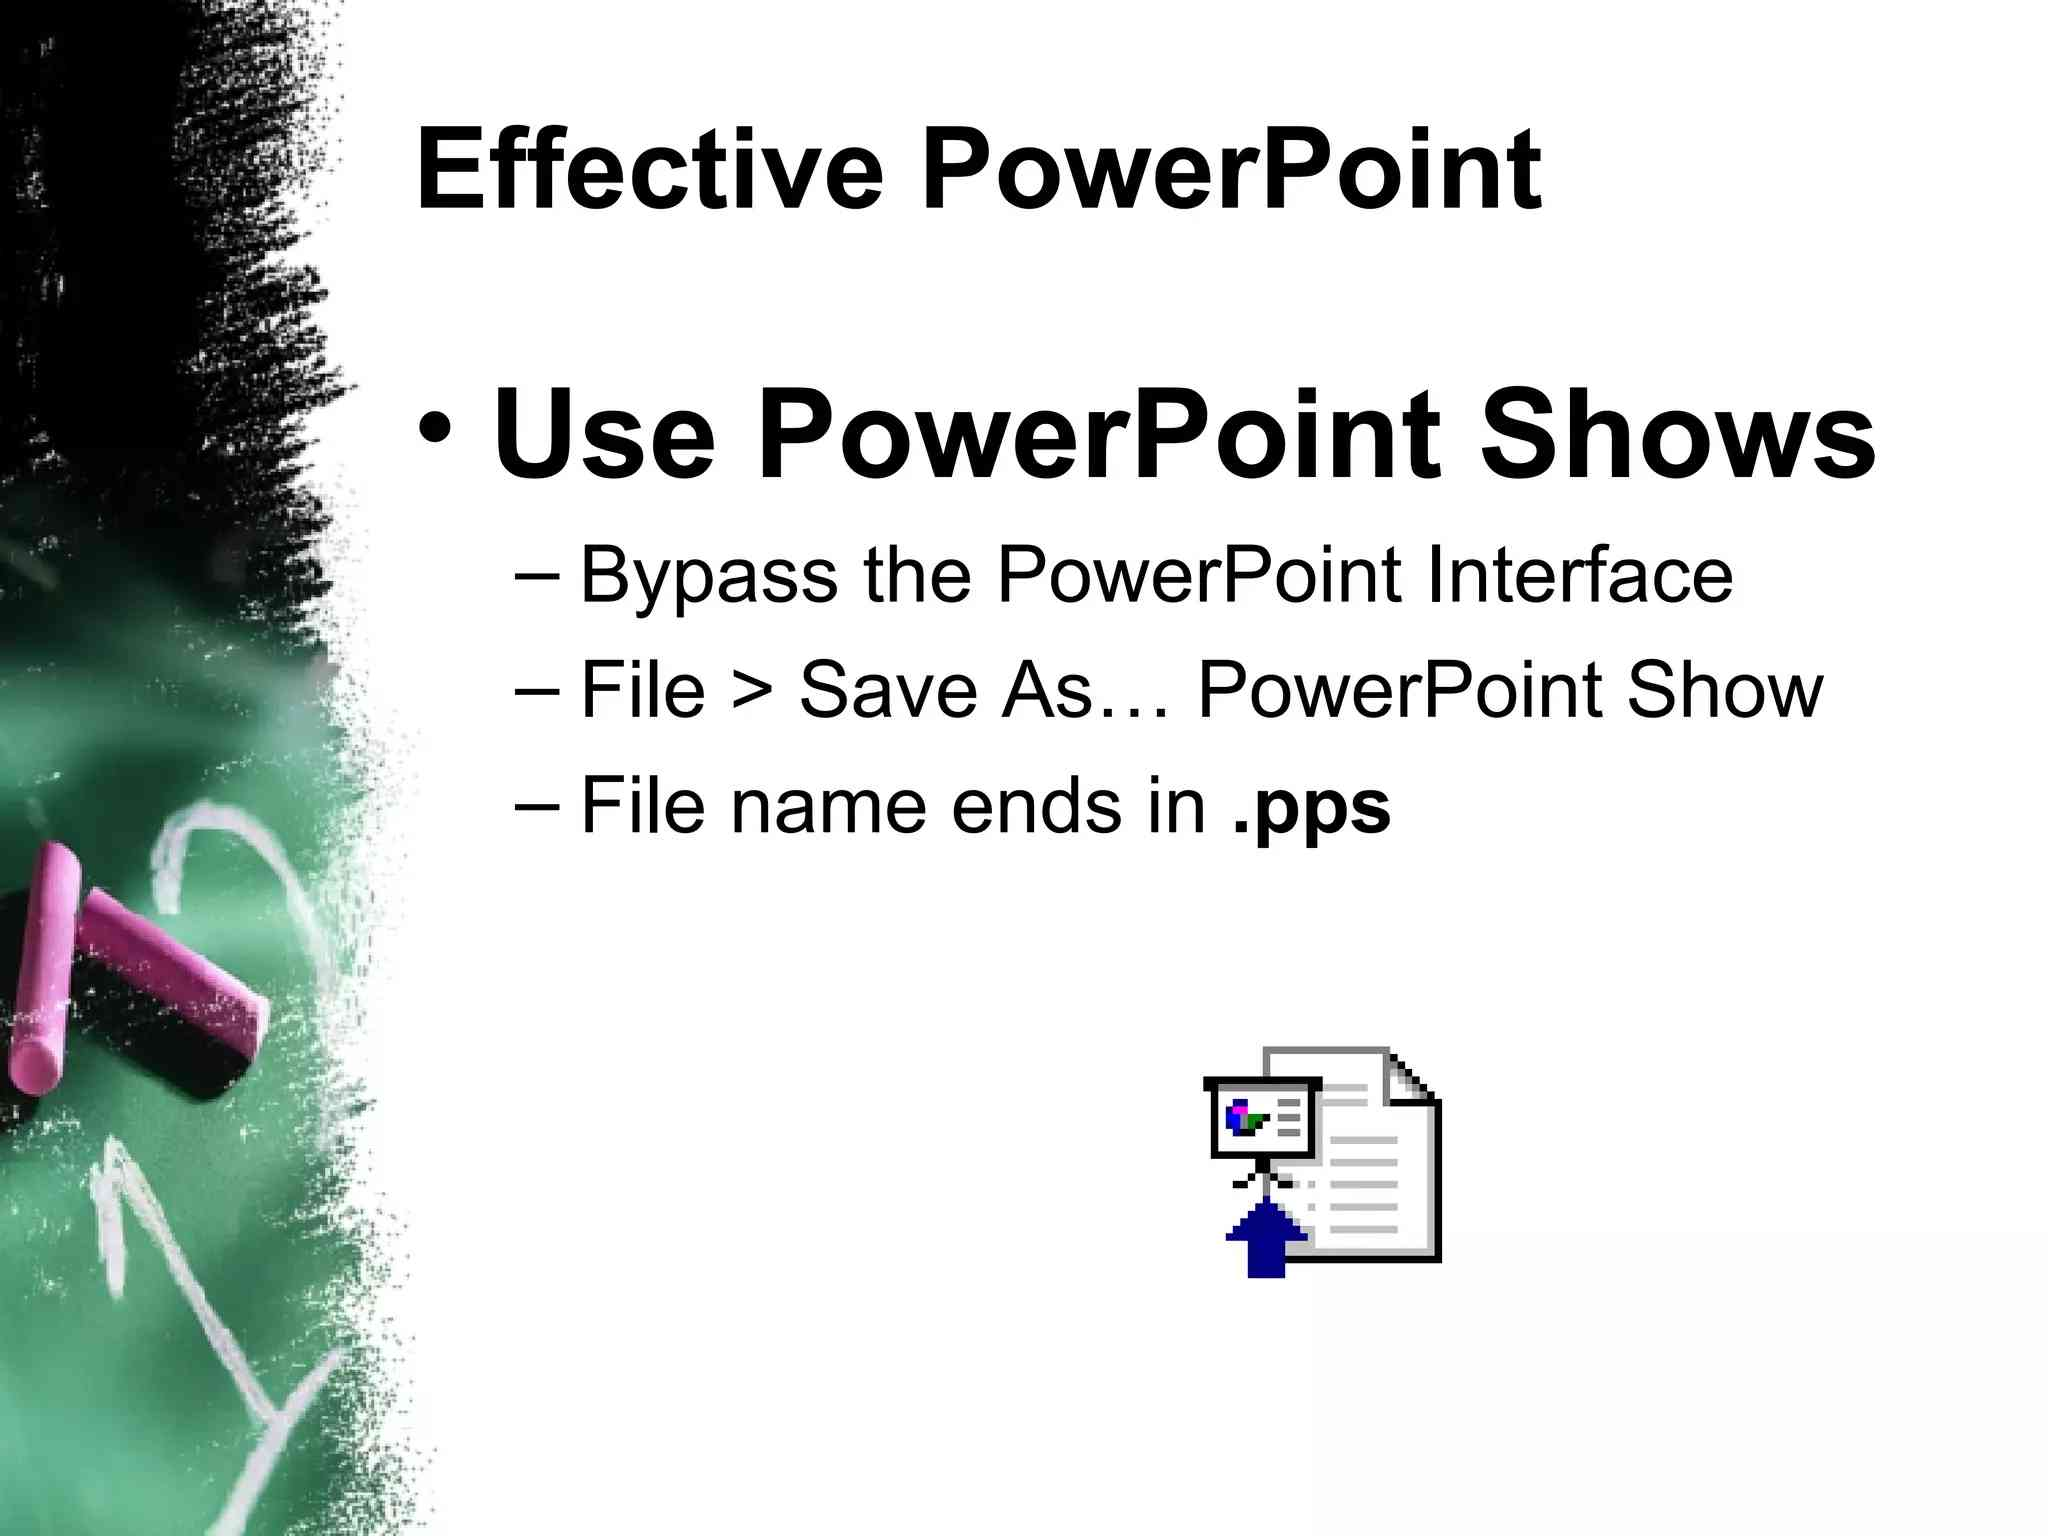 Effective PowerPoint
• Use PowerPoint Shows
– Bypass the PowerPoint Interface
– File > Save As… PowerPoint Show
– File name ends in .pps